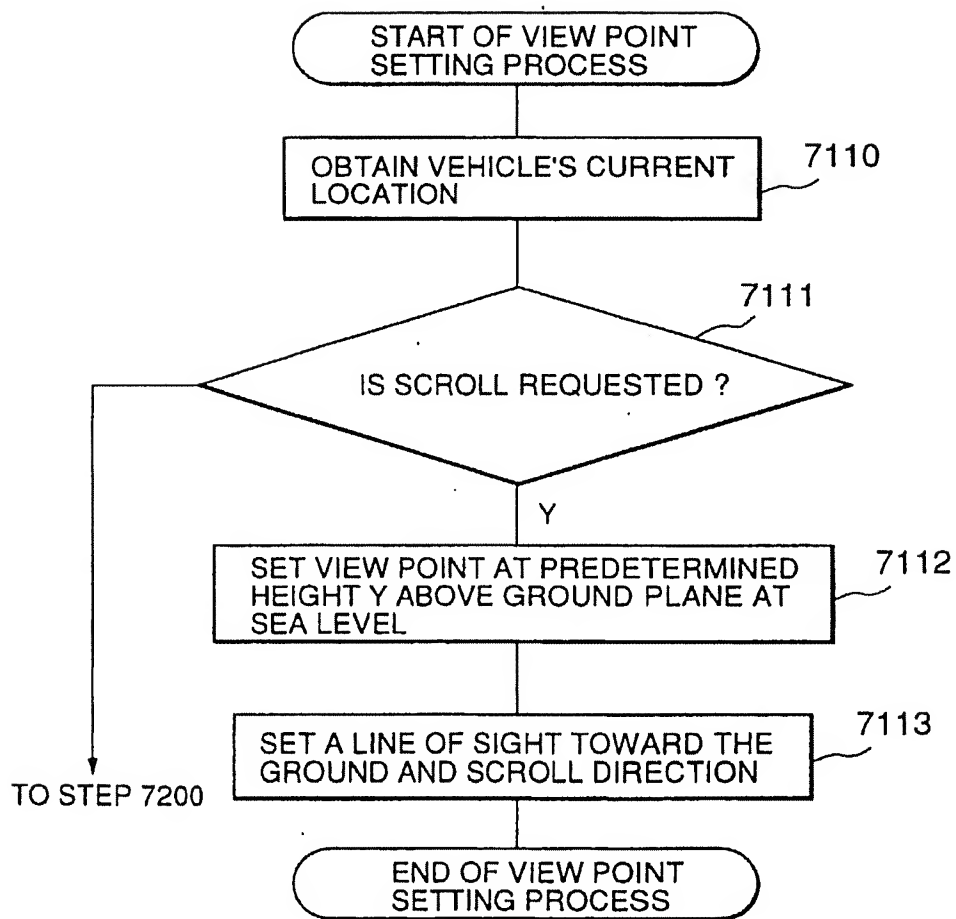 START OF VIEW POINT
SETTING PROCESS
OBTAIN VEHICLE'S CURRENT
LOCATION
7110
7111
IS SCROLL REQUESTED ?
Y
SET VIEW POINT AT PREDETERMINED
HEIGHT Y ABOVE GROUND PLANE AT
SEA LEVEL
7112
SET A LINE OF SIGHT TOWARD THE
GROUND AND SCROLL DIRECTION
7113
TO STEP 7200
END OF VIEW POINT
SETTING PROCESS